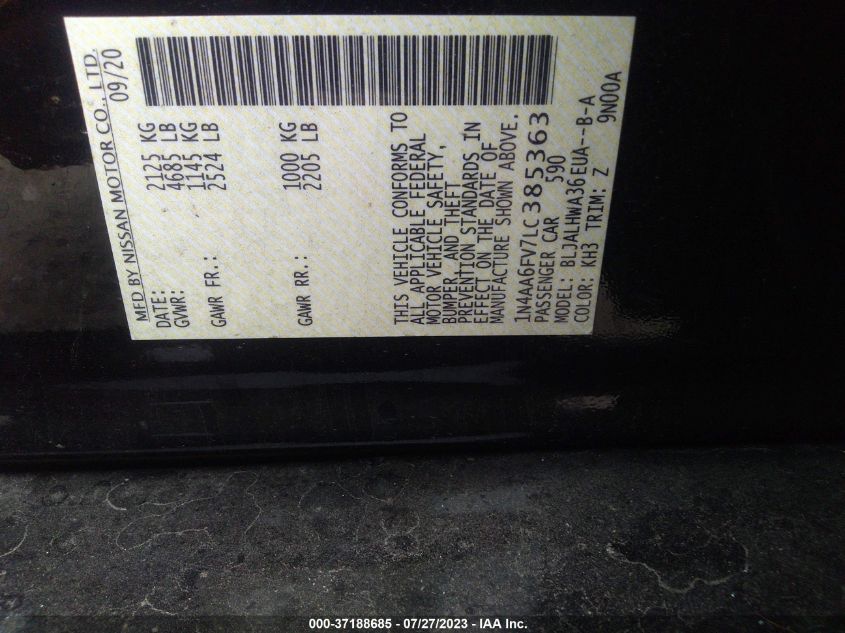 MFD BY NISSAN MOTOR CO., LTD.
DATE: 09/20
GVWR: 2125 KG
4685 LB
GAWR FR.: 1145 KG
2524 LB
GAWR RR.: 1000 KG
2205 LB
THIS VEHICLE CONFORMS TO
ALL APPLICABLE FEDERAL
MOTOR VEHICLE SAFETY,
BUMPER, AND THEFT
PREVENTION STANDARDS IN
EFFECT ON THE DATE OF
MANUFACTURE SHOWN ABOVE.
1N4AA6FV7LC385363
PASSENGER CAR 590
MODEL: BLJALHWA36EUA--B-A
COLOR: KH3 TRIM: Z 9N00A
000-37188685 - 07/27/2023 - IAA Inc.